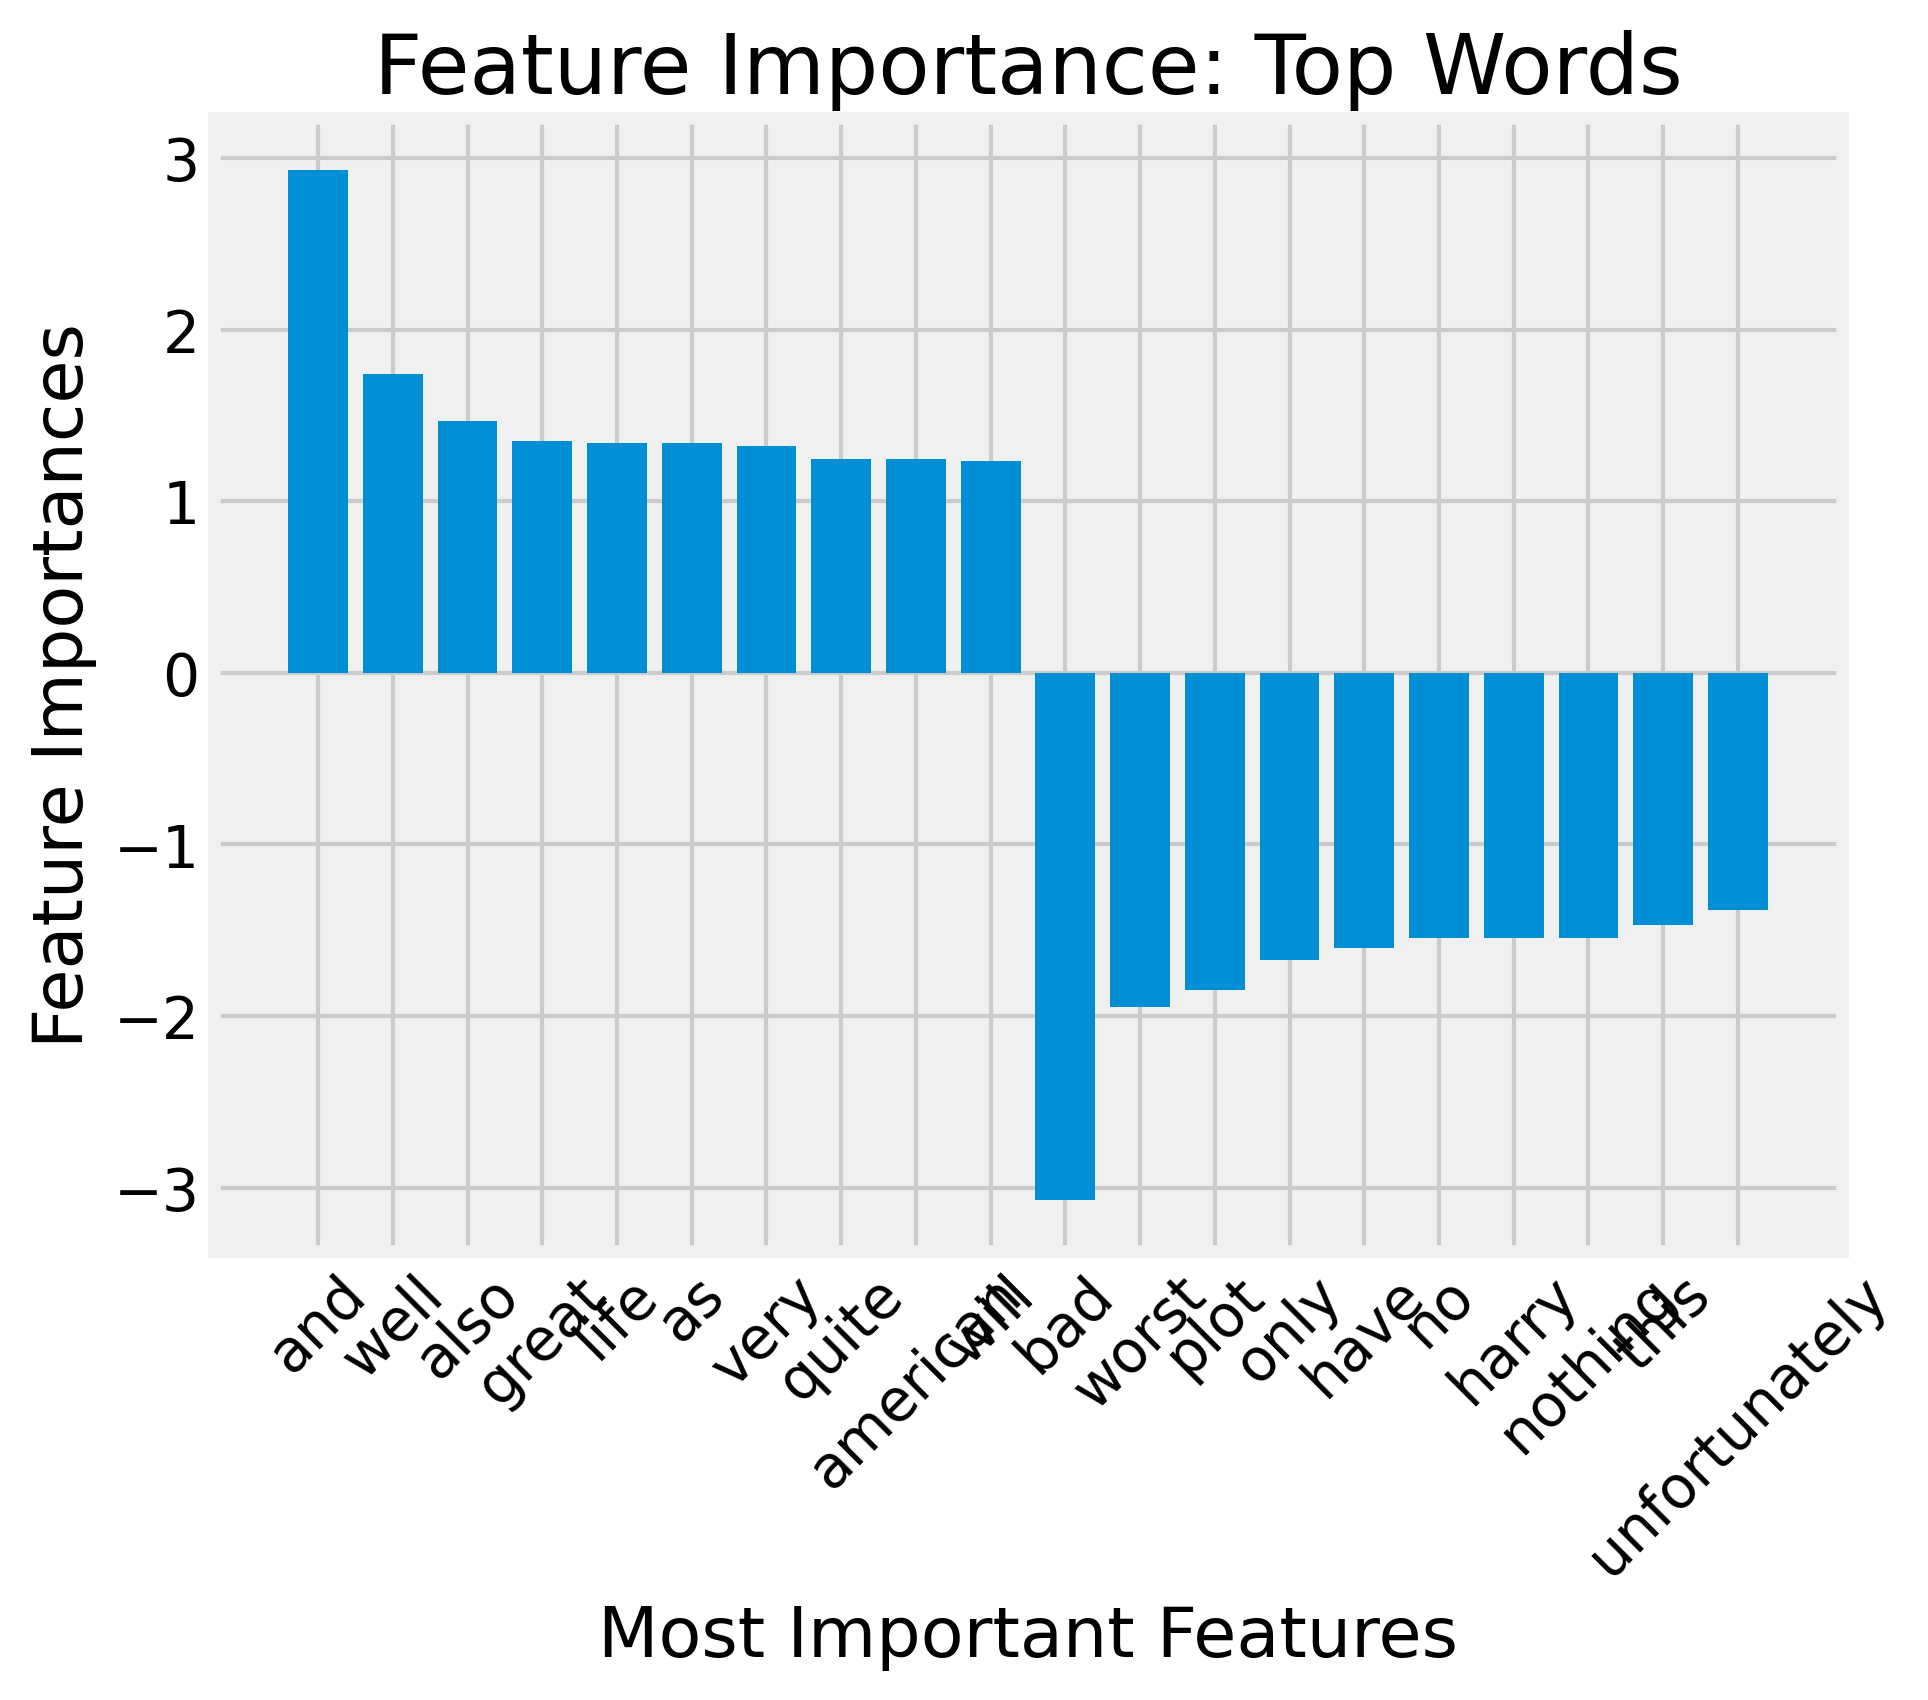 Feature Importance: Top Words
3
2
1
0
−1
−2
−3
Feature Importances
and
well
also
great
life
as
very
quite
american
will
bad
worst
plot
only
have
no
harry
nothing
this
unfortunately
Most Important Features